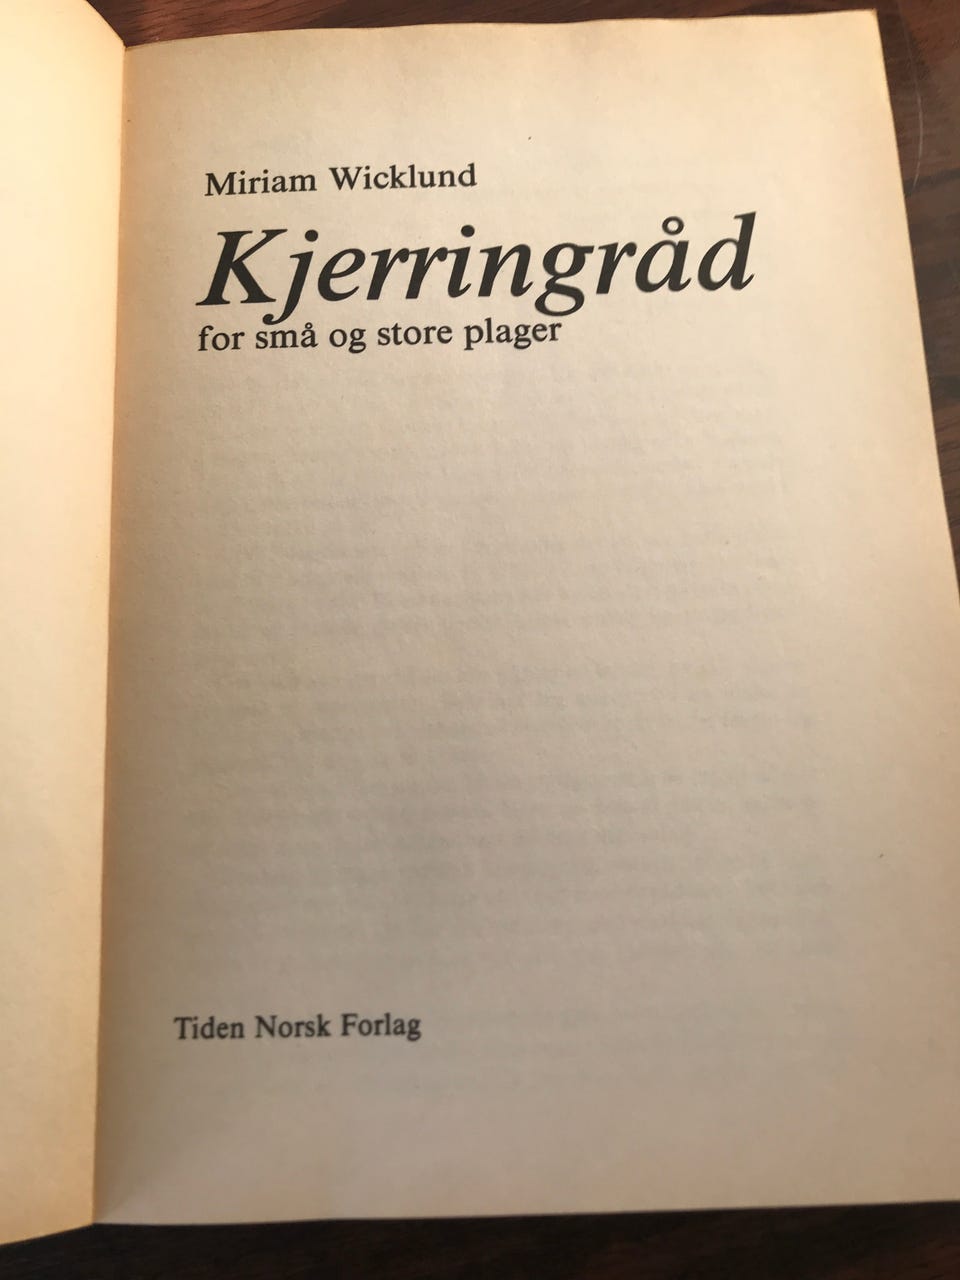 Miriam Wicklund
Kjerringråd
for små og store plager
Tiden Norsk Forlag